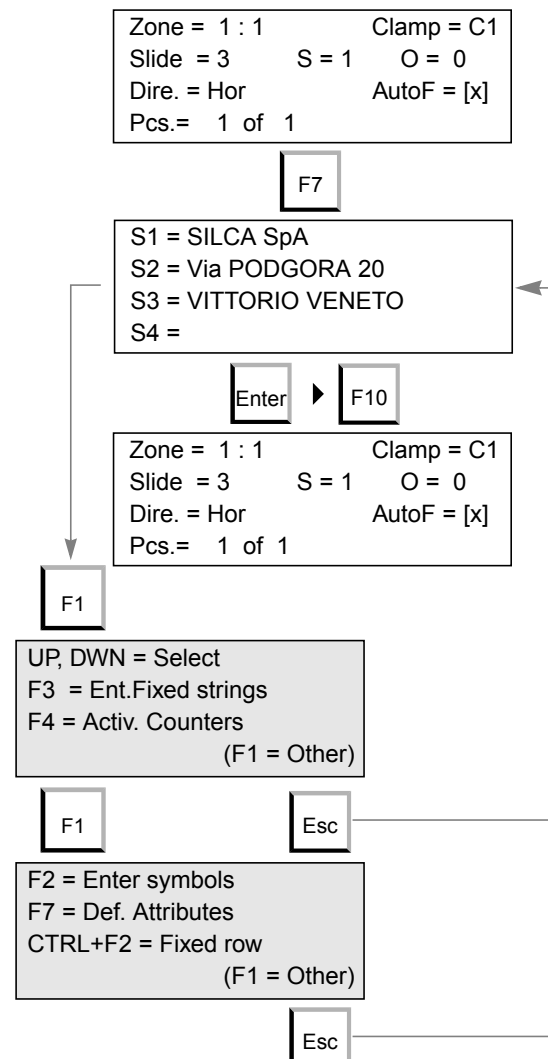 Zone = 1 : 1 Clamp = C1
Slide = 3 S = 1 O = 0
Dire. = Hor AutoF = [x]
Pcs.= 1 of 1
F7
S1 = SILCA SpA
S2 = Via PODGORA 20
S3 = VITTORIO VENETO
S4 =
Enter F10
Zone = 1 : 1 Clamp = C1
Slide = 3 S = 1 O = 0
Dire. = Hor AutoF = [x]
Pcs.= 1 of 1
F1
UP, DWN = Select
F3 = Ent.Fixed strings
F4 = Activ. Counters
(F1 = Other)
F1 Esc
F2 = Enter symbols
F7 = Def. Attributes
CTRL+F2 = Fixed row
(F1 = Other)
Esc